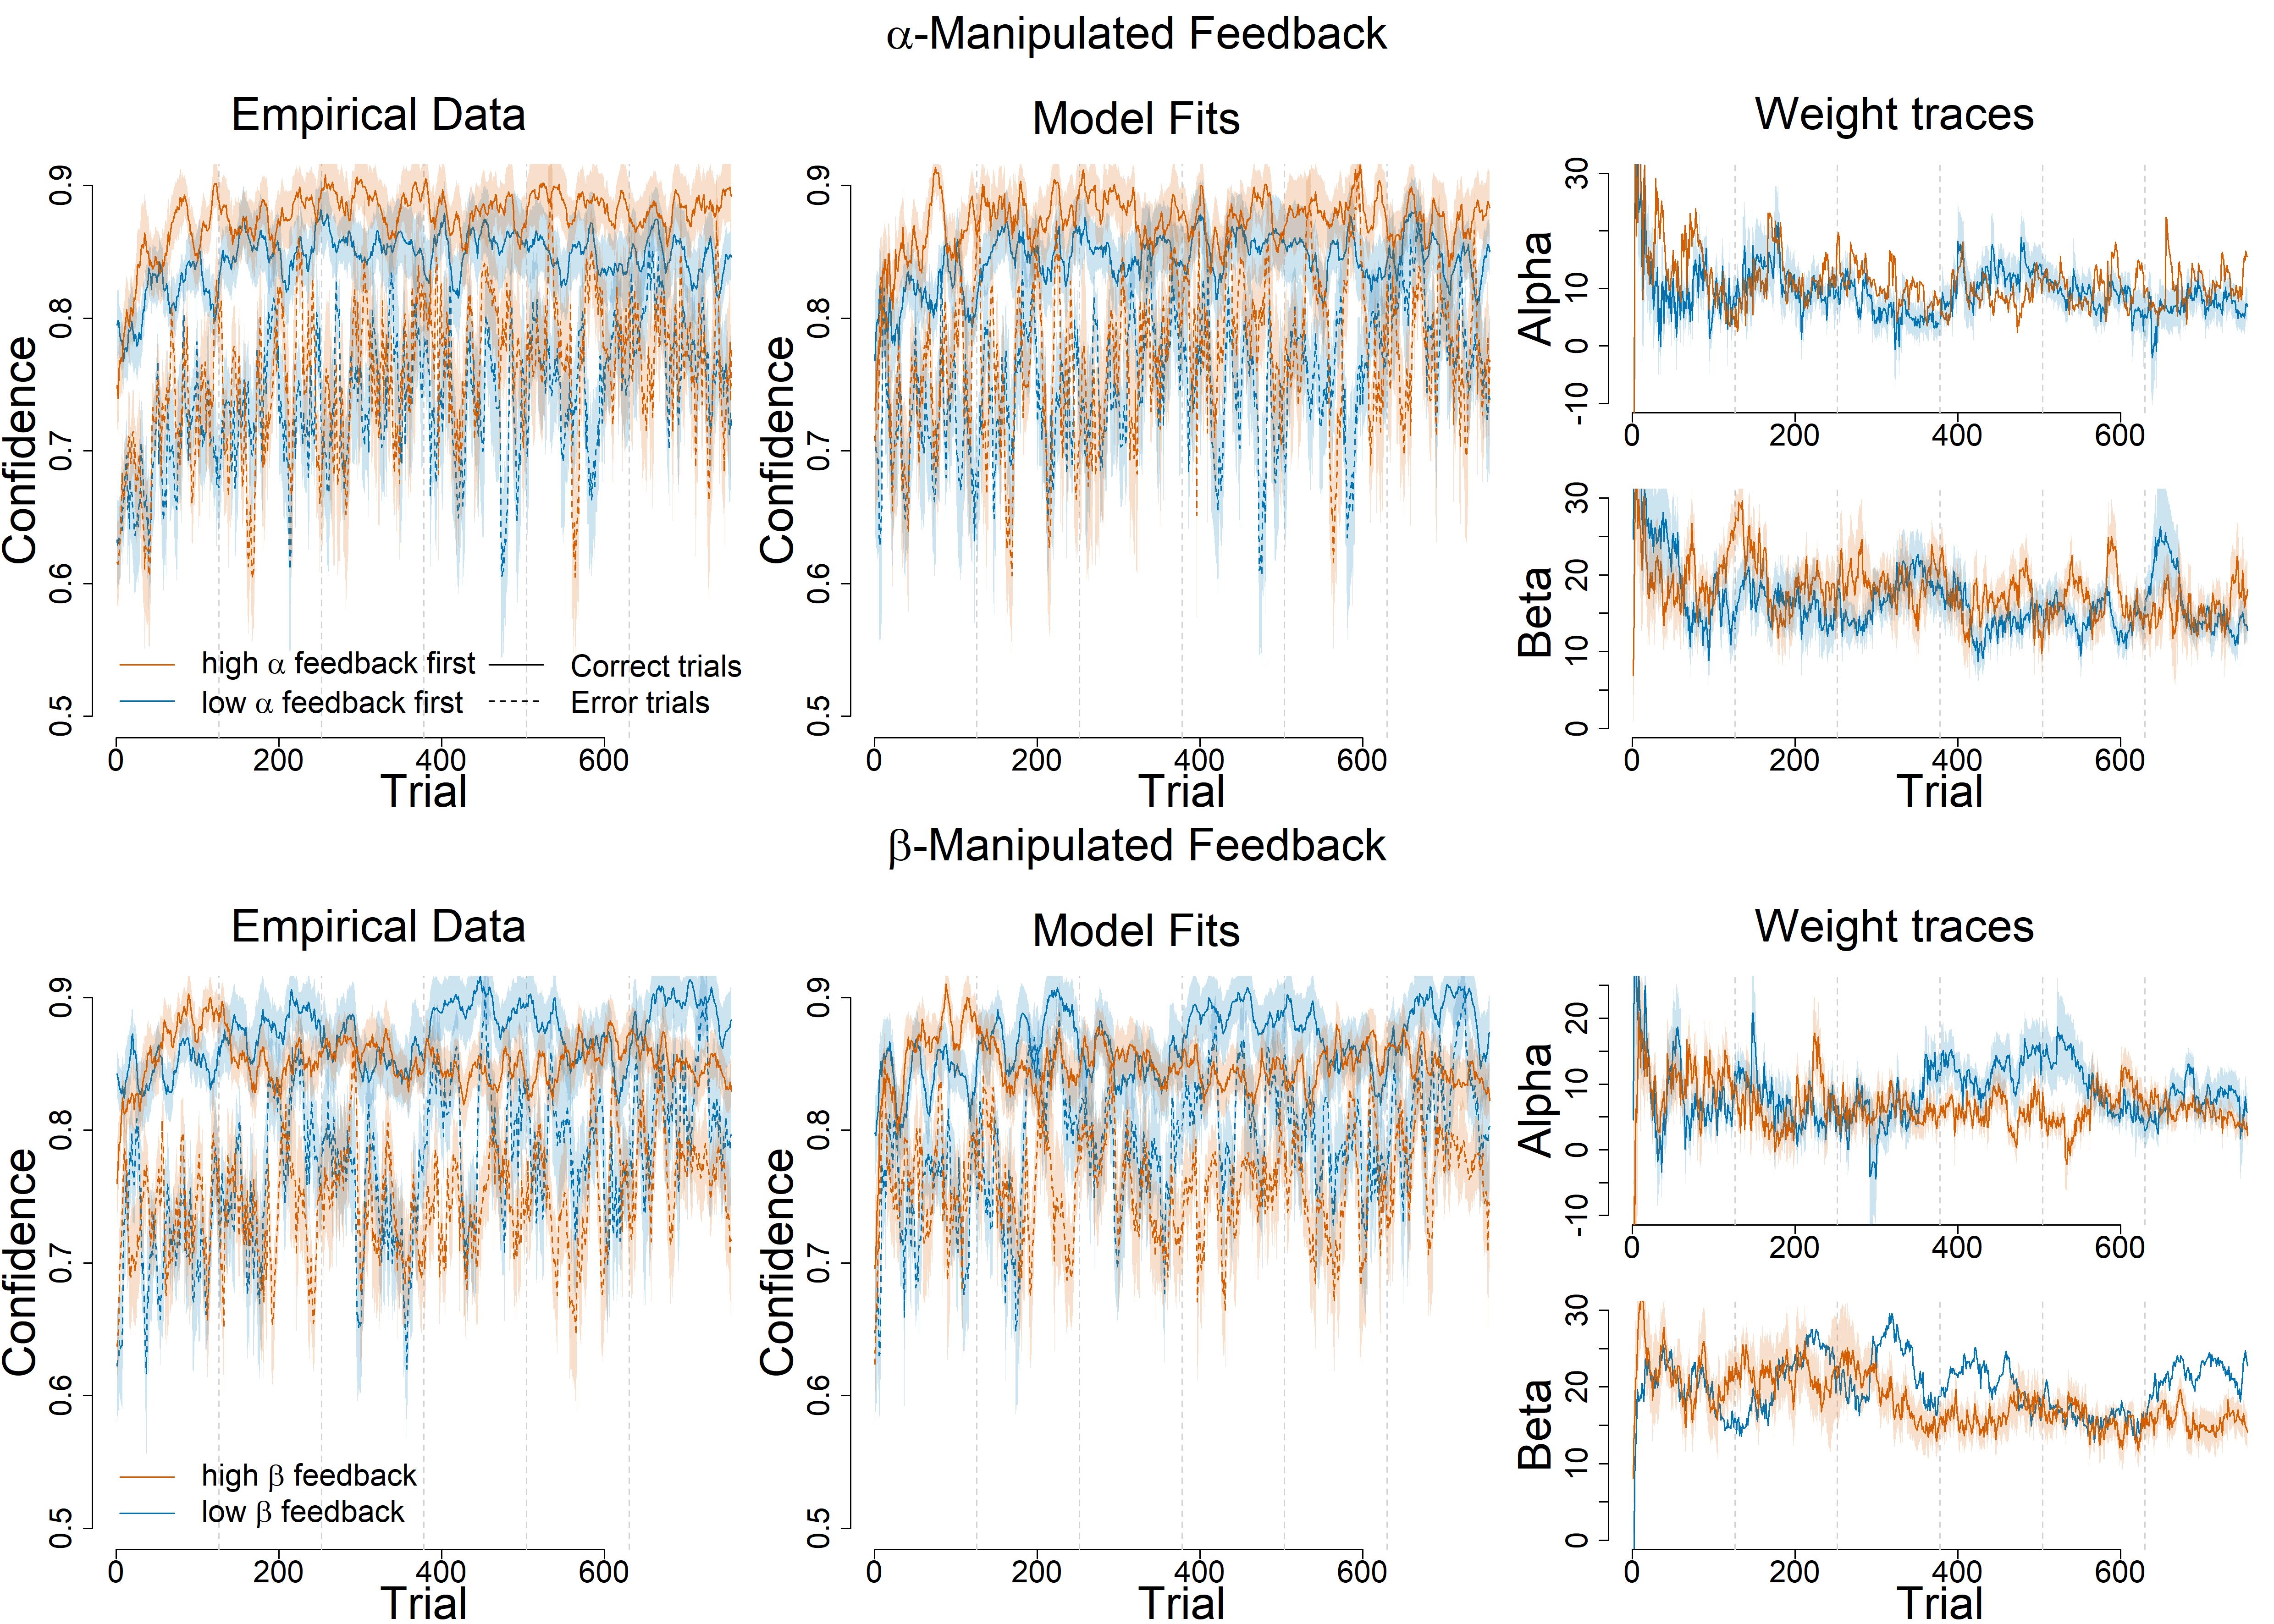 α-Manipulated Feedback
Empirical Data
Model Fits
Weight traces
Confidence
0.5 0.6 0.7 0.8 0.9
high α feedback first
Correct trials
low α feedback first
Error trials
0 200 400 600
Trial
Confidence
0.5 0.6 0.7 0.8 0.9
0 200 400 600
Trial
Alpha
-10 0 10 30
0 200 400 600
Beta
0 10 20 30
0 200 400 600
Trial
β-Manipulated Feedback
Empirical Data
Model Fits
Weight traces
Confidence
0.5 0.6 0.7 0.8 0.9
high β feedback
low β feedback
0 200 400 600
Trial
Confidence
0.5 0.6 0.7 0.8 0.9
0 200 400 600
Trial
Alpha
-10 0 10 20
0 200 400 600
Beta
0 10 20 30
0 200 400 600
Trial